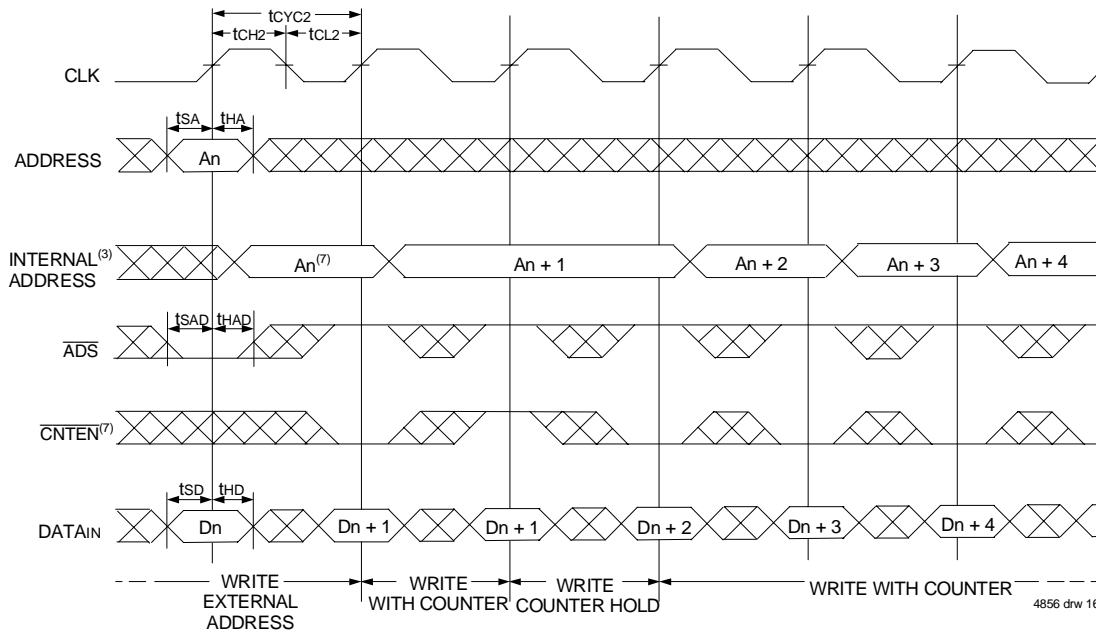 tCYC2
tCH2 tCL2
CLK
tSA tHA
ADDRESS An
INTERNAL(3)
ADDRESS An(7) An + 1 An + 2 An + 3 An + 4
tSAD tHAD
ADS
CNTEN(7)
tSD tHD
DATAIN Dn Dn + 1 Dn + 1 Dn + 2 Dn + 3 Dn + 4
WRITE
EXTERNAL
ADDRESS
WRITE
WITH COUNTER
WRITE
COUNTER HOLD
WRITE WITH COUNTER
4856 drw 16